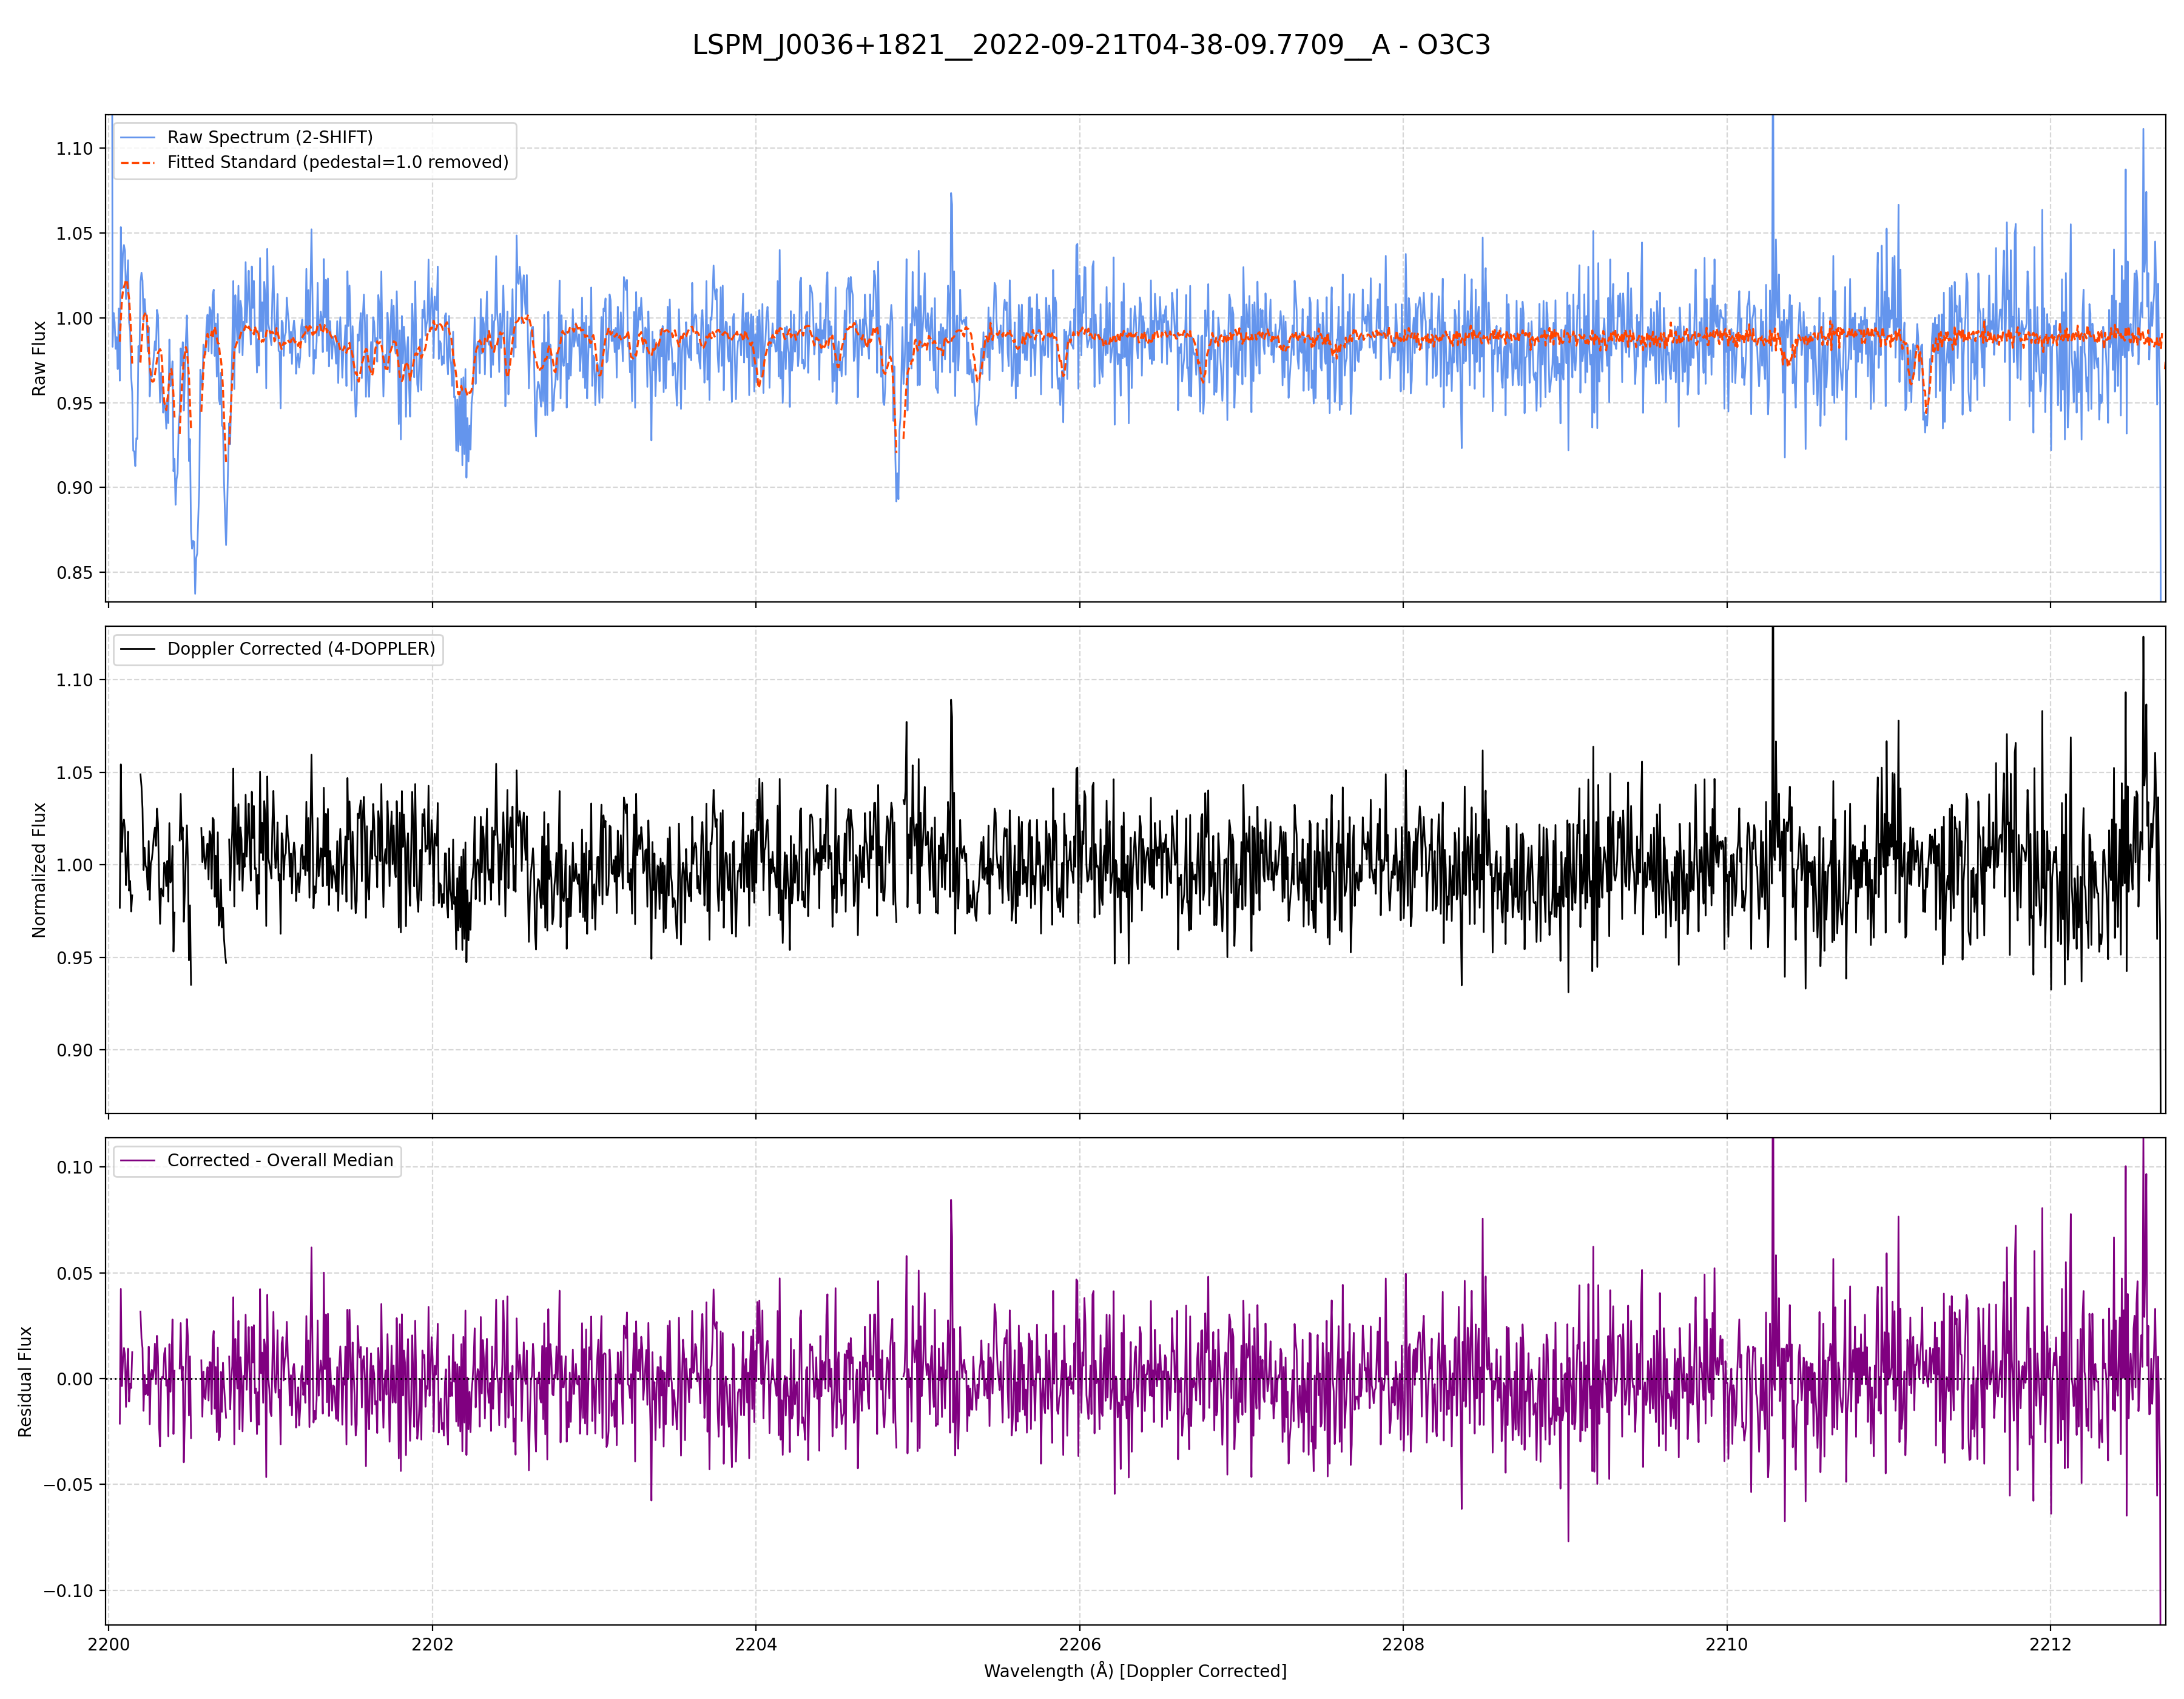 LSPM_J0036+1821__2022-09-21T04-38-09.7709__A - O3C3
Raw Spectrum (2-SHIFT)
Fitted Standard (pedestal=1.0 removed)
1.10
1.05
1.00
0.95
0.90
0.85
Raw Flux
Doppler Corrected (4-DOPPLER)
1.10
1.05
1.00
0.95
0.90
Normalized Flux
Corrected - Overall Median
0.10
0.05
0.00
−0.05
−0.10
Residual Flux
2200 2202 2204 2206 2208 2210 2212
Wavelength (Å) [Doppler Corrected]